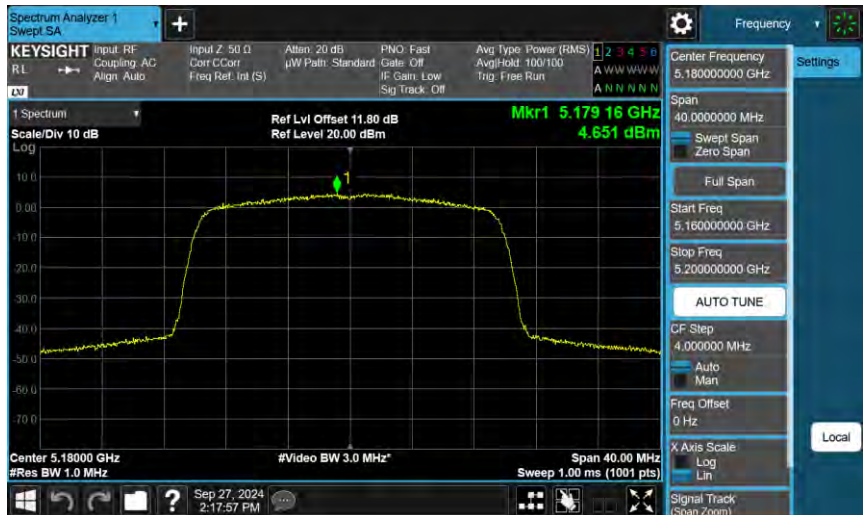 Spectrum Analyzer 1
Swept SA
+
Frequency
KEYSIGHT
RL
LXI
Input: RF
Coupling: AC
Align: Auto
Input Z: 50 Ω
Corr CCorr
Freq Ref: Int (S)
Atten: 20 dB
µW Path: Standard
PNO: Fast
Gate: Off
IF Gain: Low
Sig Track: Off
Avg Type: Power (RMS)
Avg|Hold: 100/100
Trig: Free Run
1 2 3 4 5 6
A W W W W W
A N N N N N
1 Spectrum
Scale/Div 10 dB
Log
Ref Lvl Offset 11.80 dB
Ref Level 20.00 dBm
Mkr1 5.179 16 GHz
4.651 dBm
1
10.0
0.00
-10.0
-20.0
-30.0
-40.0
-50.0
-60.0
-70.0
Center 5.18000 GHz
#Res BW 1.0 MHz
#Video BW 3.0 MHz*
Span 40.00 MHz
Sweep 1.00 ms (1001 pts)
?
Sep 27, 2024
2:17:57 PM
Center Frequency
5.180000000 GHz
Span
40.0000000 MHz
Swept Span
Zero Span
Full Span
Start Freq
5.160000000 GHz
Stop Freq
5.200000000 GHz
AUTO TUNE
CF Step
4.000000 MHz
Auto
Man
Freq Offset
0 Hz
X Axis Scale
Log
Lin
Signal Track
(Span Zoom)
Settings
Local